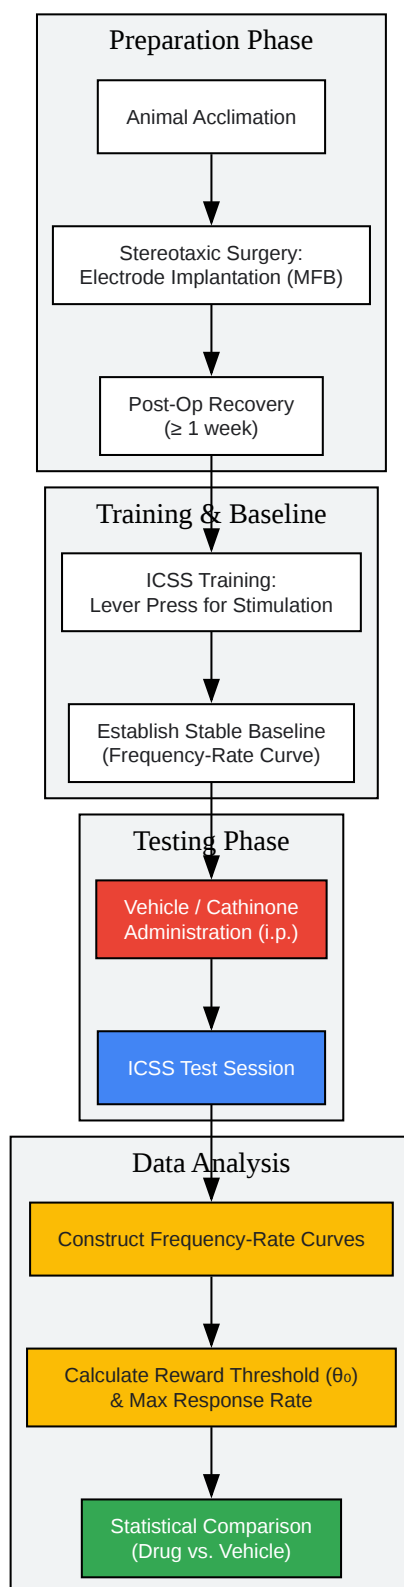 Preparation Phase
Animal Acclimation
Stereotaxic Surgery:
Electrode Implantation (MFB)
Post-Op Recovery
(≥ 1 week)
Training & Baseline
ICSS Training:
Lever Press for Stimulation
Establish Stable Baseline
(Frequency-Rate Curve)
Testing Phase
Vehicle / Cathinone
Administration (i.p.)
ICSS Test Session
Data Analysis
Construct Frequency-Rate Curves
Calculate Reward Threshold (θ₀)
& Max Response Rate
Statistical Comparison
(Drug vs. Vehicle)